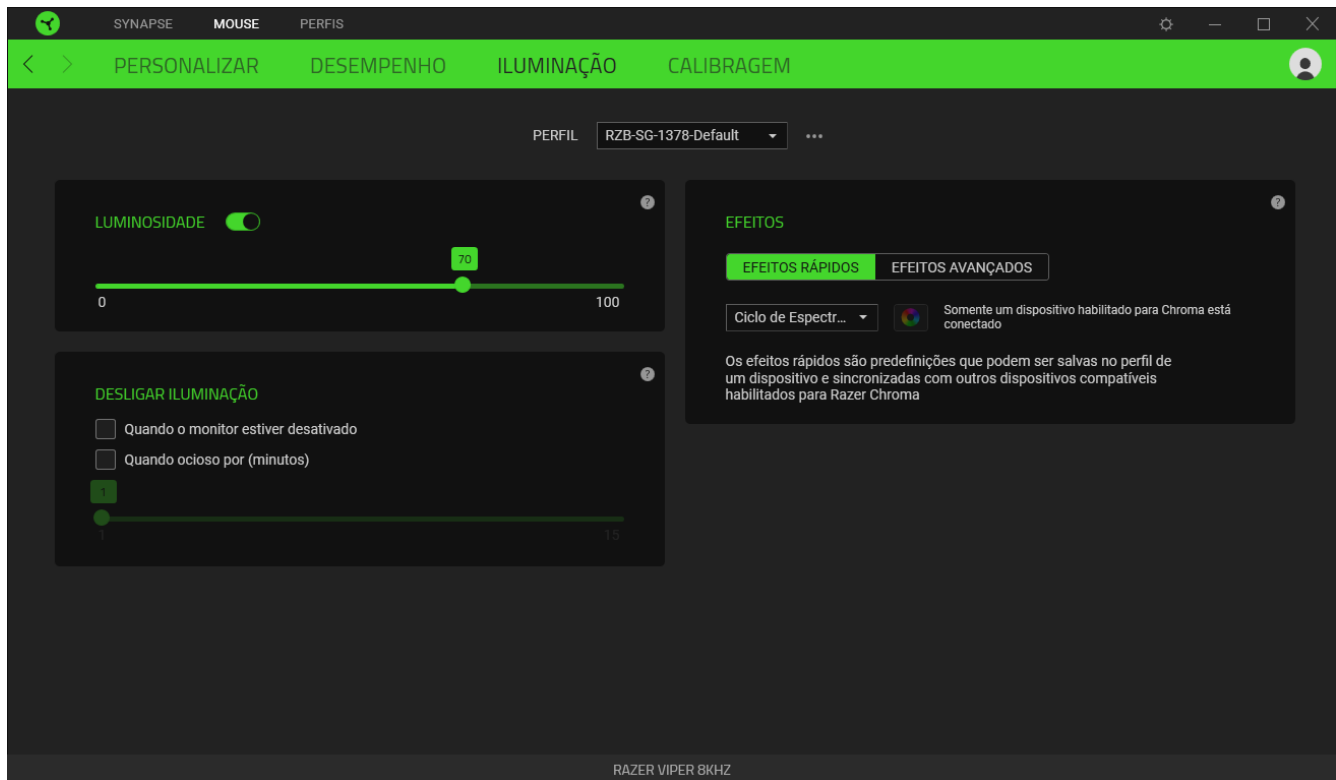 SYNAPSE MOUSE PERFIS
PERSONALIZAR DESEMPENHO ILUMINAÇÃO CALIBRAGEM
PERFIL RZB-SG-1378-Default
LUMINOSIDADE
70
0 100
DESLIGAR ILUMINAÇÃO
Quando o monitor estiver desativado
Quando ocioso por (minutos)
1
1 15
EFEITOS
EFEITOS RÁPIDOS EFEITOS AVANÇADOS
Ciclo de Espectr...
Somente um dispositivo habilitado para Chroma está
conectado
Os efeitos rápidos são predefinições que podem ser salvas no perfil de
um dispositivo e sincronizadas com outros dispositivos compatíveis
habilitados para Razer Chroma
RAZER VIPER 8KHZ